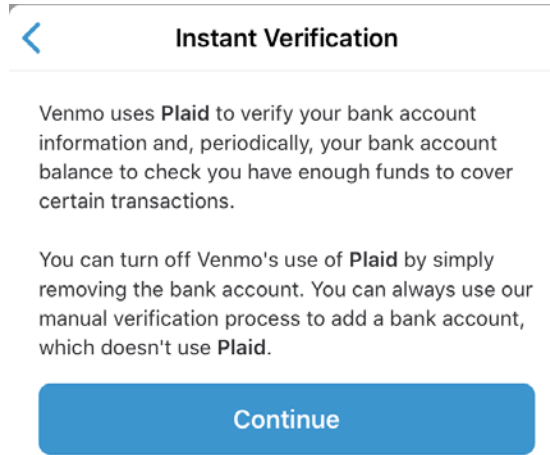 Instant Verification
Venmo uses Plaid to verify your bank account
information and, periodically, your bank account
balance to check you have enough funds to cover
certain transactions.
You can turn off Venmo's use of Plaid by simply
removing the bank account. You can always use our
manual verification process to add a bank account,
which doesn't use Plaid.
Continue